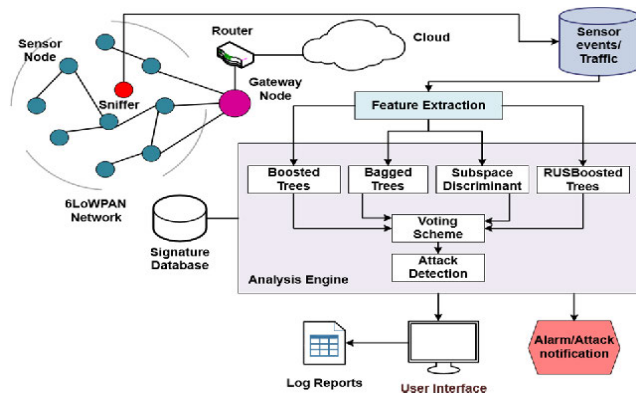 Sensor
Node
Router
Cloud
Sensor
events/
Traffic
Sniffer
Gateway
Node
Feature Extraction
6LoWPAN
Network
Boosted
Trees
Bagged
Trees
Subspace
Discriminant
RUSBoosted
Trees
Voting
Scheme
Signature
Database
Attack
Detection
Analysis Engine
Log Reports
User Interface
Alarm/Attack
notification